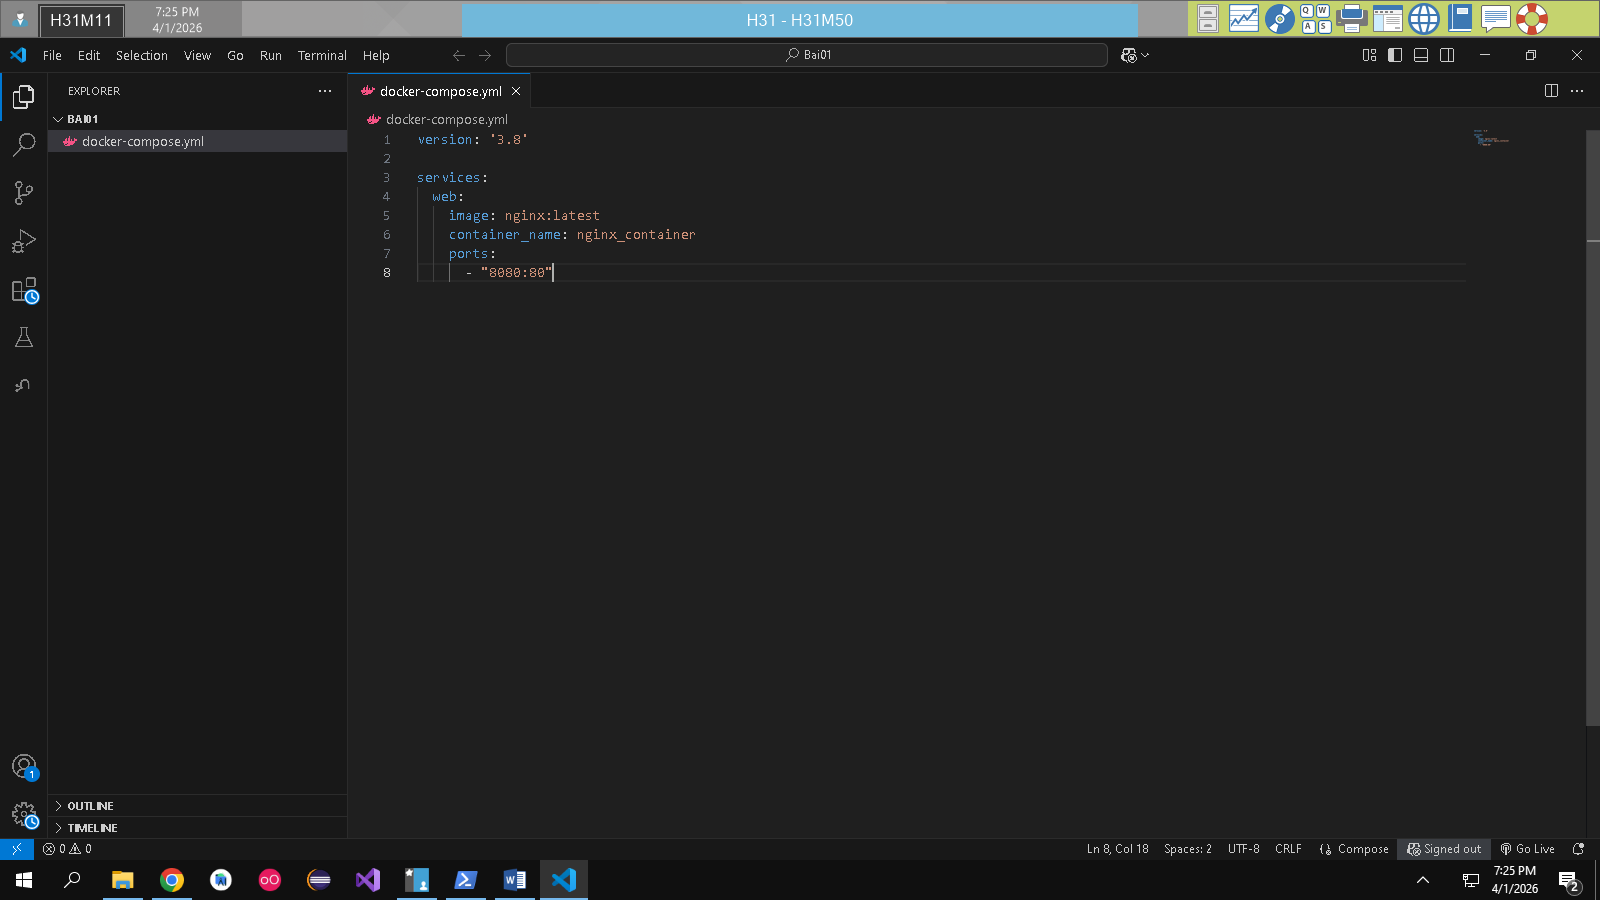 H31M11
7:25 PM
4/1/2026
H31 - H31M50
Q W
A S
File Edit Selection View Go Run Terminal Help
Bai01
EXPLORER
BAI01
docker-compose.yml
OUTLINE
TIMELINE
docker-compose.yml
docker-compose.yml
1 version: '3.8'
2
3 services:
4 web:
5 image: nginx:latest
6 container_name: nginx_container
7 ports:
8 - "8080:80"
1
0 0
Ln 8, Col 18 Spaces: 2 UTF-8 CRLF Compose Signed out Go Live
7:25 PM
4/1/2026
2